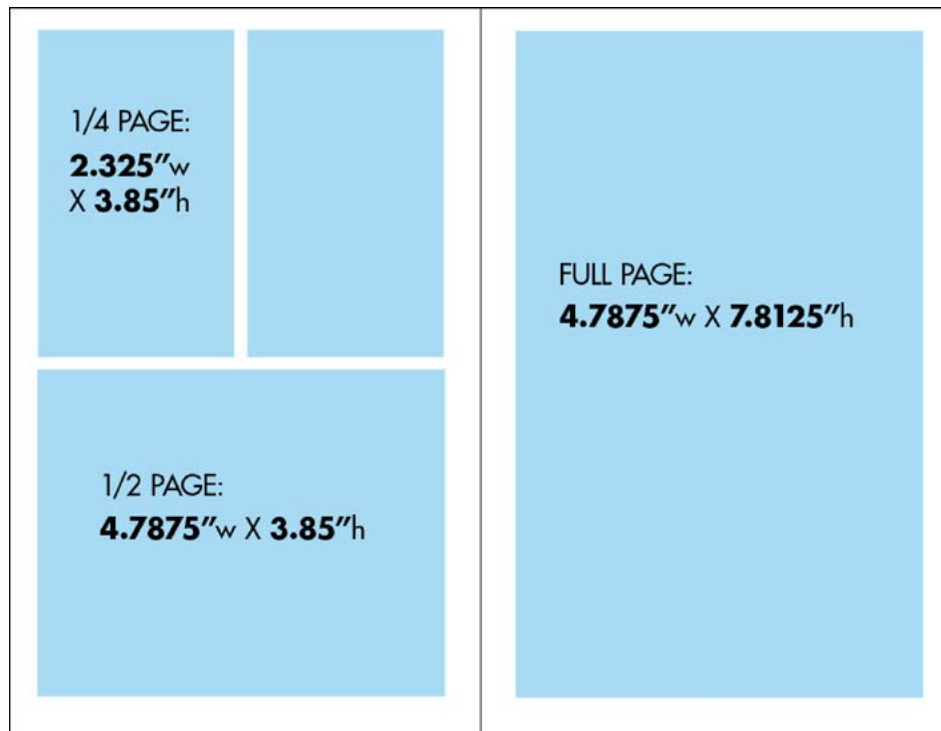 1/4 PAGE:
2.325"w
X 3.85"h
1/2 PAGE:
4.7875"w X 3.85"h
FULL PAGE:
4.7875"w X 7.8125"h